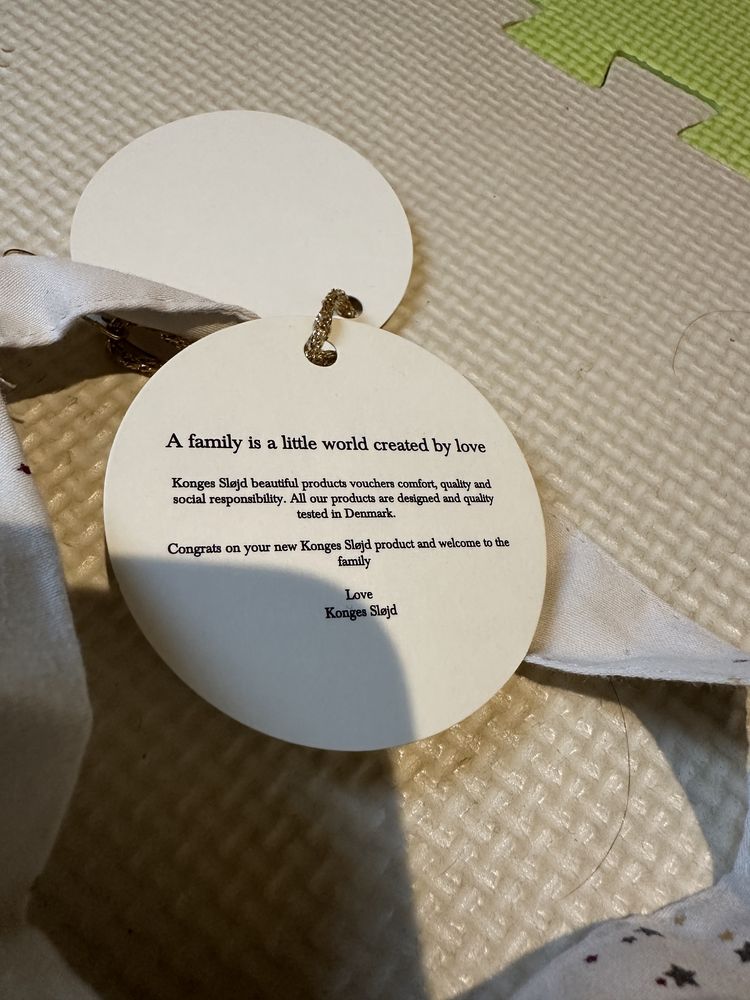 A family is a little world created by love
Konges Sløjd beautiful products vouchers comfort, quality and
social responsibility. All our products are designed and quality
tested in Denmark.
Congrats on your new Konges Sløjd product and welcome to the
family
Love
Konges Sløjd